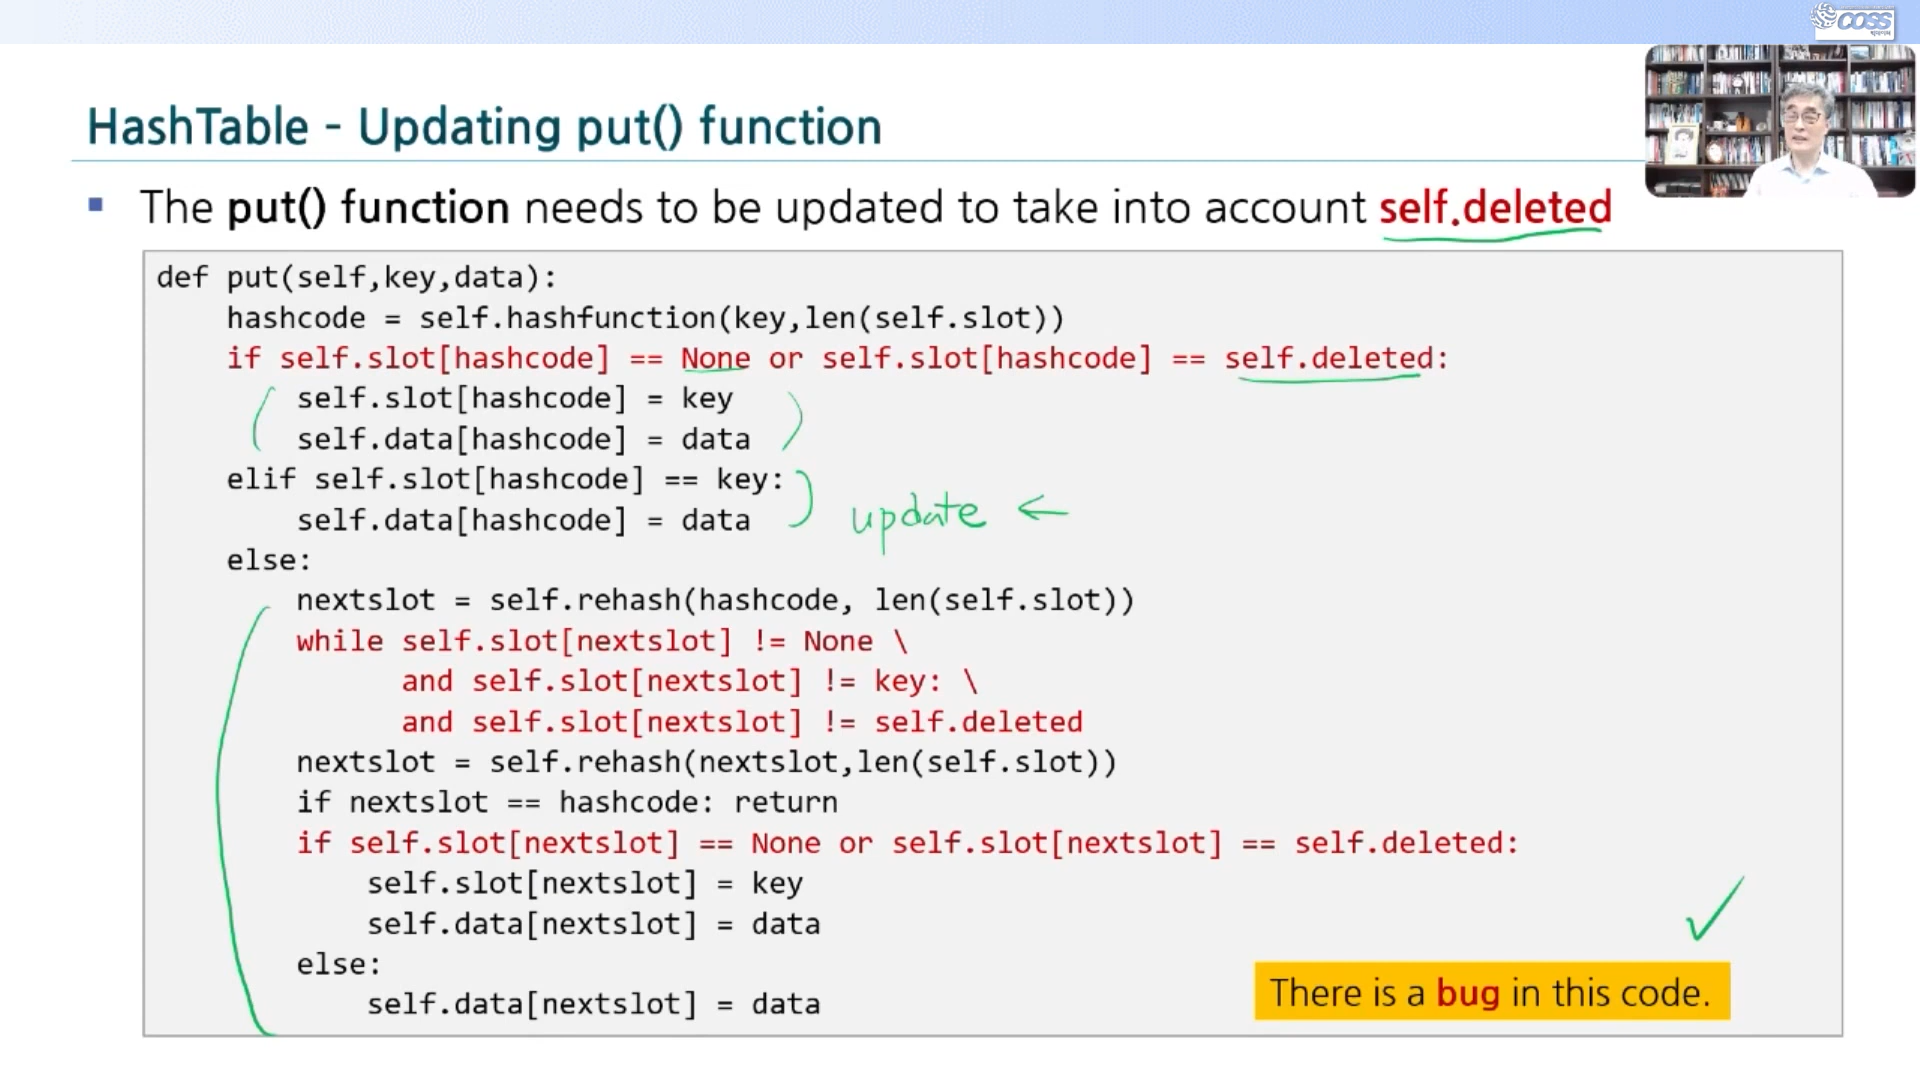 COSS
HashTable - Updating put() function
▪ The put() function needs to be updated to take into account self.deleted
def put(self,key,data):
    hashcode = self.hashfunction(key,len(self.slot))
    if self.slot[hashcode] == None or self.slot[hashcode] == self.deleted:
        self.slot[hashcode] = key
        self.data[hashcode] = data
    elif self.slot[hashcode] == key:
        self.data[hashcode] = data
update ←
    else:
        nextslot = self.rehash(hashcode, len(self.slot))
        while self.slot[nextslot] != None \
              and self.slot[nextslot] != key: \
              and self.slot[nextslot] != self.deleted
        nextslot = self.rehash(nextslot,len(self.slot))
        if nextslot == hashcode: return
        if self.slot[nextslot] == None or self.slot[nextslot] == self.deleted:
            self.slot[nextslot] = key
            self.data[nextslot] = data
        else:
            self.data[nextslot] = data
There is a bug in this code.